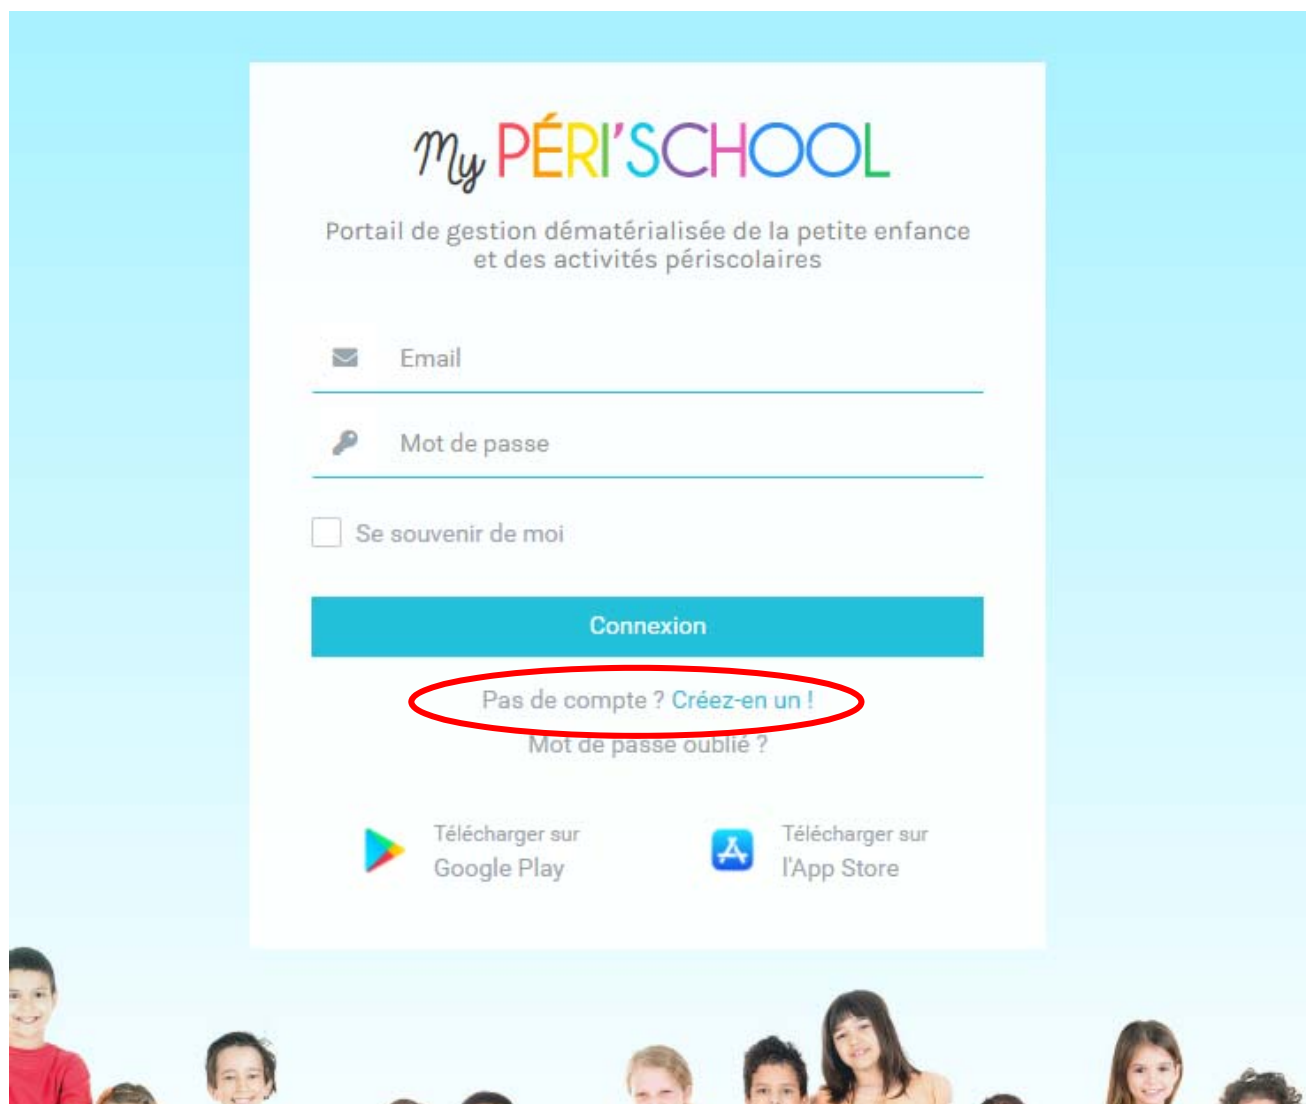 My PÉRI'SCHOOL
Portail de gestion dématérialisée de la petite enfance
et des activités périscolaires
Email
Mot de passe
Se souvenir de moi
Connexion
Pas de compte ? Créez-en un !
Mot de passe oublié ?
Télécharger sur
Google Play
Télécharger sur
l'App Store